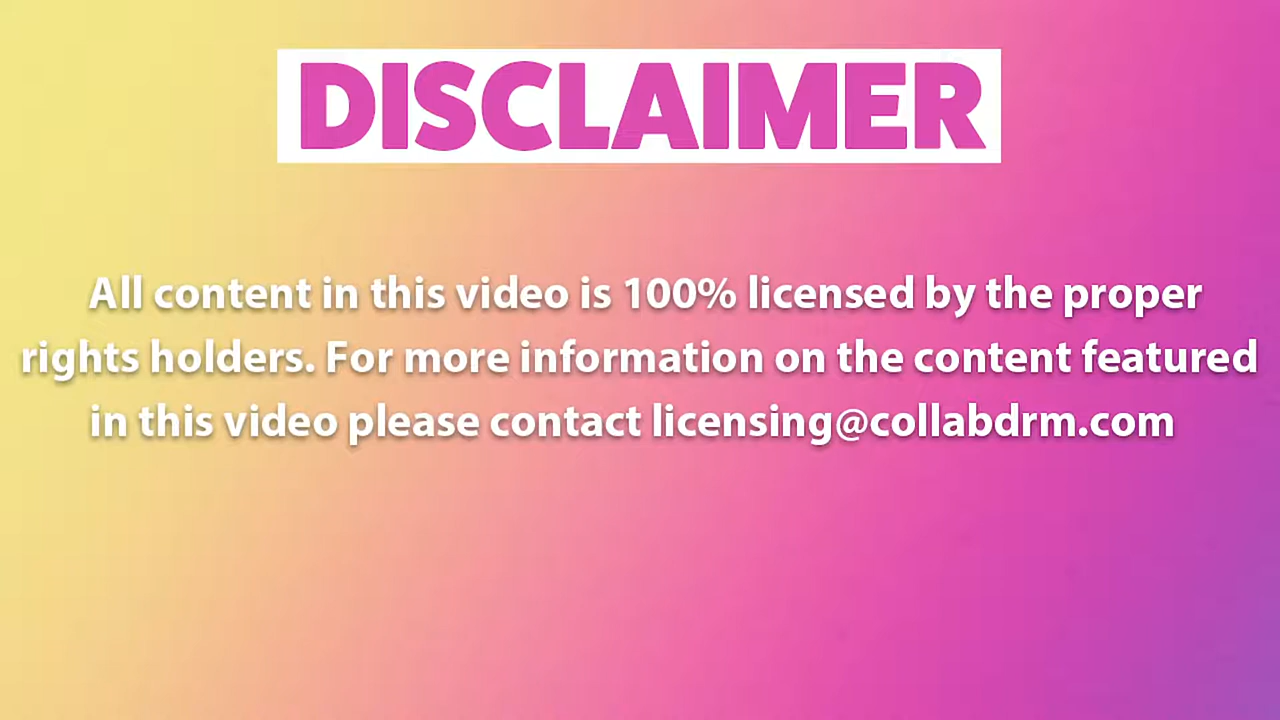 DISCLAIMER
All content in this video is 100% licensed by the proper
rights holders. For more information on the content featured
in this video please contact licensing@collabdrm.com